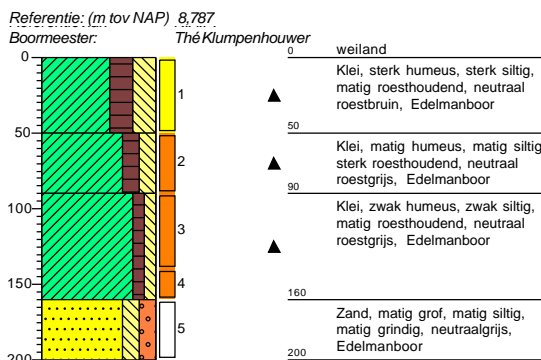 Referentie: (m tov NAP) 8,787
Boormeester: Thé Klumpenhouwer
0 weiland
0
Klei, sterk humeus, sterk siltig,
matig roesthoudend, neutraal
roestbruin, Edelmanboor
1
50
50
Klei, matig humeus, matig siltig,
sterk roesthoudend, neutraal
roestgrijs, Edelmanboor
2
90
Klei, zwak humeus, zwak siltig,
matig roesthoudend, neutraal
roestgrijs, Edelmanboor
100
3
150
4
160
Zand, matig grof, matig siltig,
matig grindig, neutraalgrijs,
Edelmanboor
5
200
200